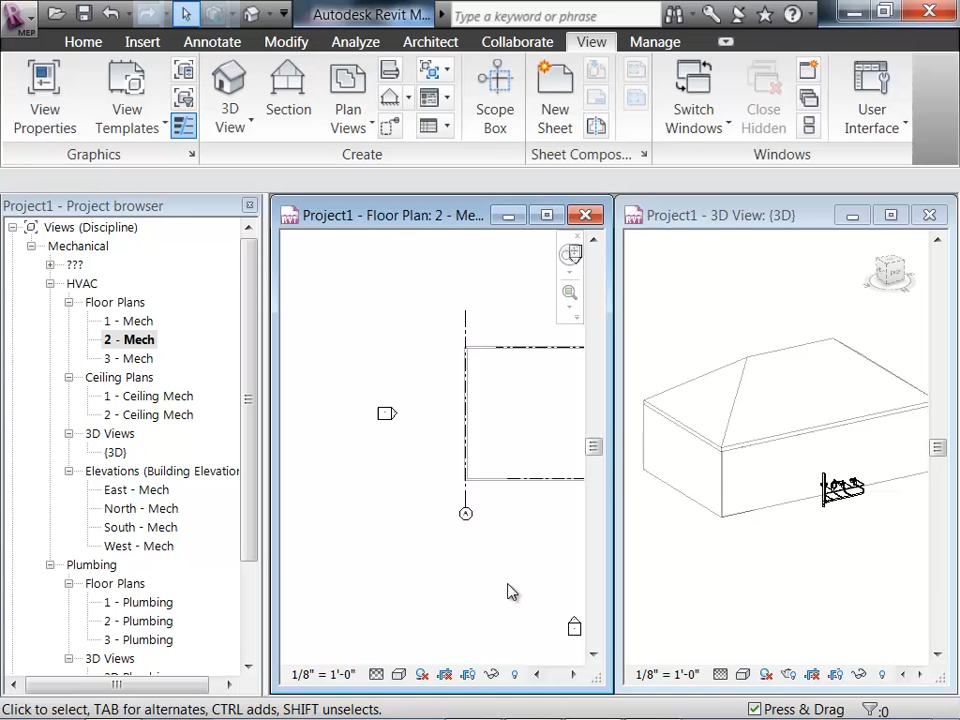 MEP
Autodesk Revit M...
Type a keyword or phrase
Home Insert Annotate Modify Analyze Architect Collaborate View Manage
View Properties
View Templates
3D View
Section
Plan Views
Scope Box
New Sheet
Switch Windows
Close Hidden
User Interface
Graphics Create Sheet Compos... Windows
Project1 - Project browser
Views (Discipline)
Mechanical
???
HVAC
Floor Plans
1 - Mech
2 - Mech
3 - Mech
Ceiling Plans
1 - Ceiling Mech
2 - Ceiling Mech
3D Views
{3D}
Elevations (Building Elevation
East - Mech
North - Mech
South - Mech
West - Mech
Plumbing
Floor Plans
1 - Plumbing
2 - Plumbing
3 - Plumbing
3D Views
Project1 - Floor Plan: 2 - Me...
A
1/8" = 1'-0"
Project1 - 3D View: {3D}
1/8" = 1'-0"
Click to select, TAB for alternates, CTRL adds, SHIFT unselects.
Press & Drag
:0